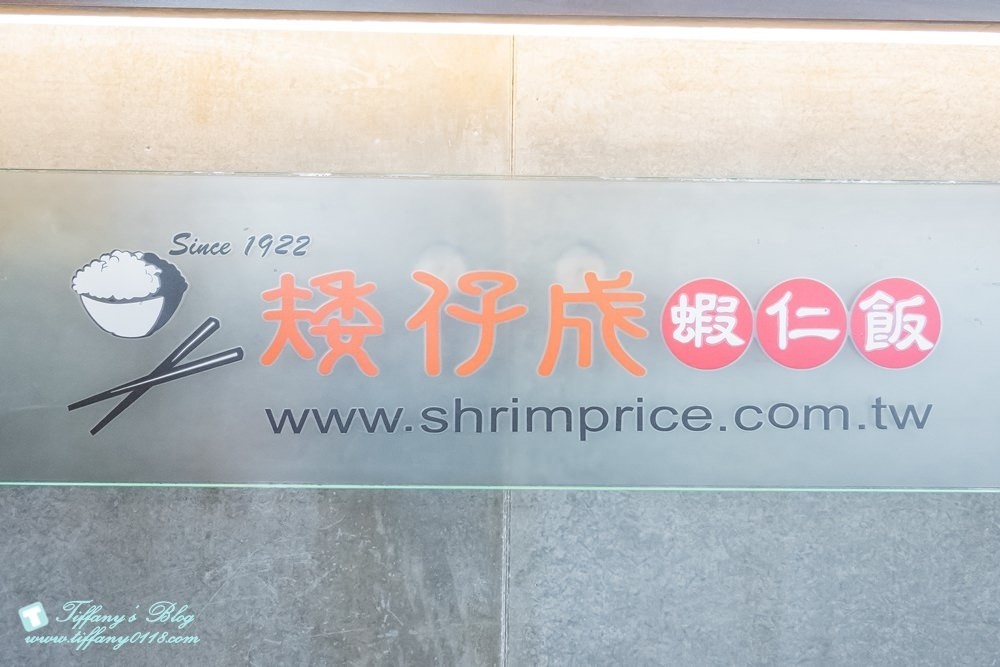 Since 1922
矮仔成蝦仁飯
www.shrimprice.com.tw
T Tiffany's Blog
www.tiffany0118.com